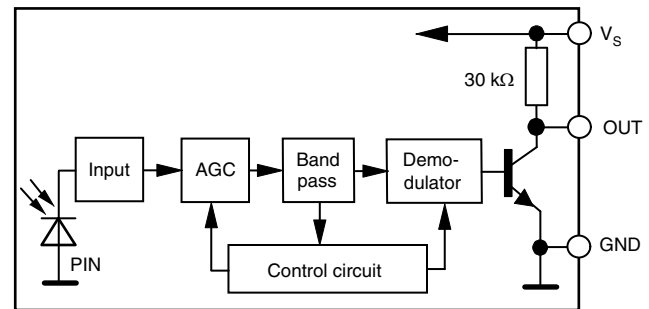 V_S
30 kΩ
OUT
Input
AGC
Band
pass
Demo-
dulator
GND
PIN
Control circuit